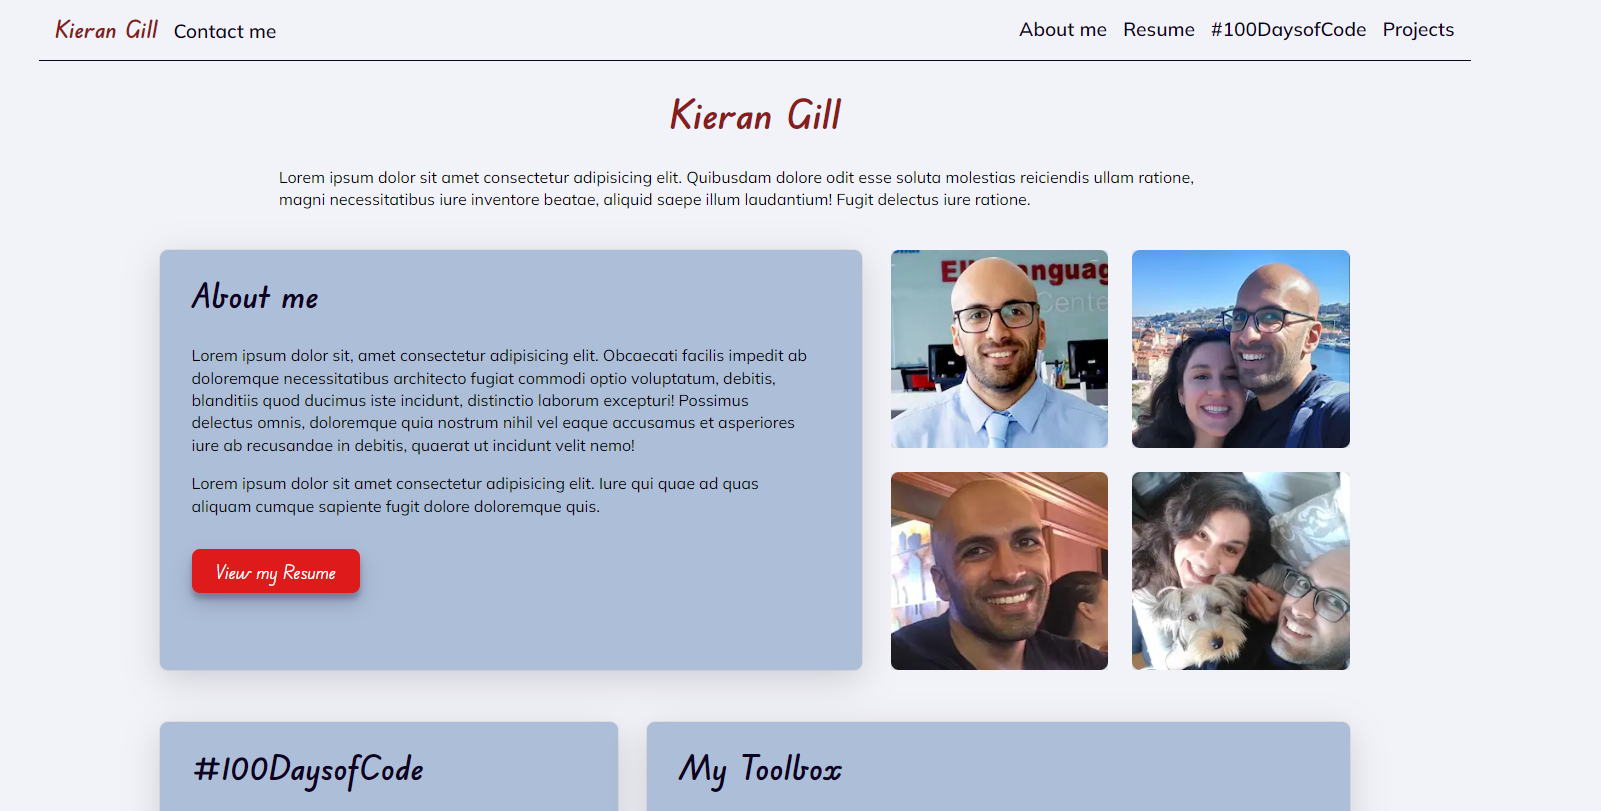 Kieran Gill Contact me About me Resume #100DaysofCode Projects
Kieran Gill
Lorem ipsum dolor sit amet consectetur adipisicing elit. Quibusdam dolore odit esse soluta molestias reiciendis ullam ratione,
magni necessitatibus iure inventore beatae, aliquid saepe illum laudantium! Fugit delectus iure ratione.
About me
Lorem ipsum dolor sit, amet consectetur adipisicing elit. Obcaecati facilis impedit ab
doloremque necessitatibus architecto fugiat commodi optio voluptatum, debitis,
blanditiis quod ducimus iste incidunt, distinctio laborum excepturi! Possimus
delectus omnis, doloremque quia nostrum nihil vel eaque accusamus et asperiores
iure ab recusandae in debitis, quaerat ut incidunt velit nemo!
Lorem ipsum dolor sit amet consectetur adipisicing elit. Iure qui quae ad quas
aliquam cumque sapiente fugit dolore doloremque quis.
View my Resume
#100DaysofCode
My Toolbox